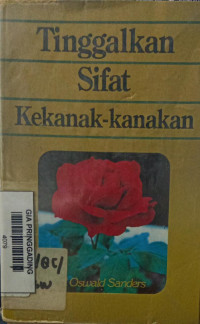 Tinggalkan
Sifat
Kekanak-kanakan
Oswald Sanders
GIA PRINGGADING